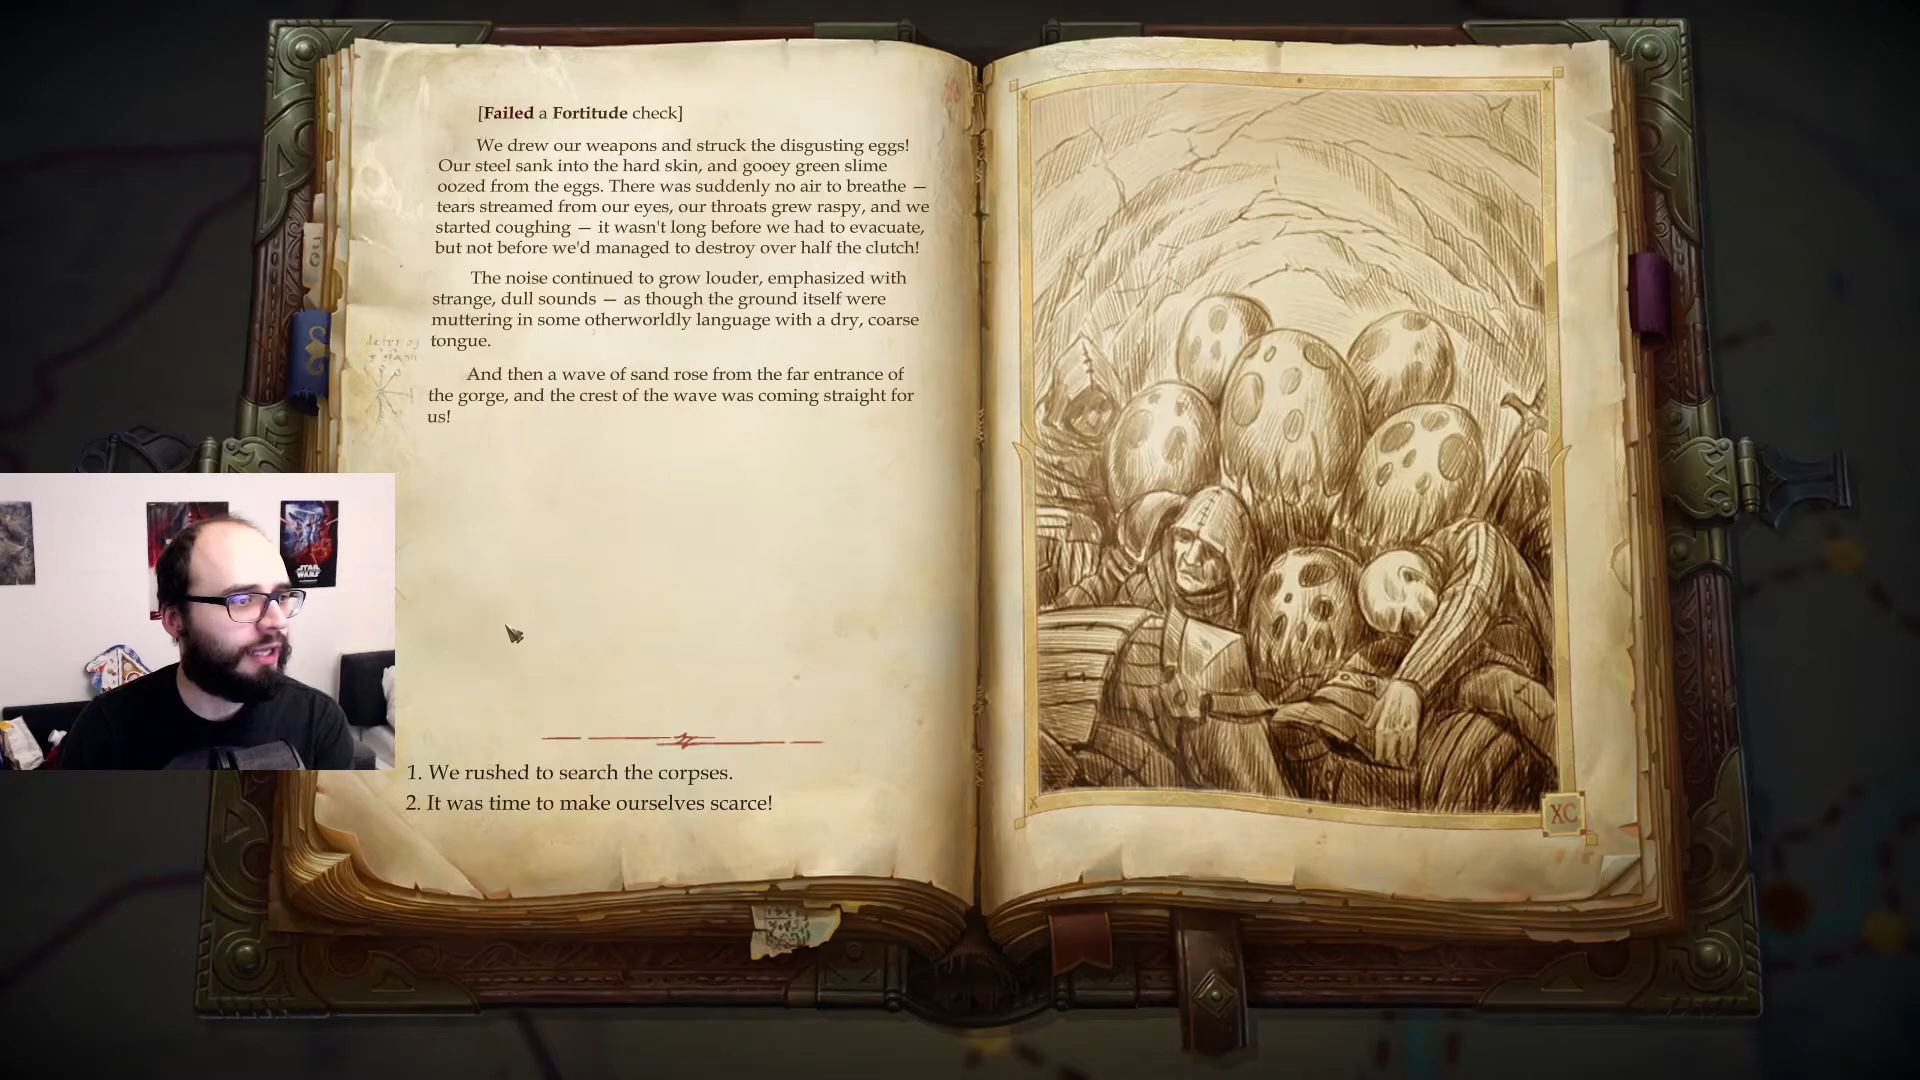 [Failed a Fortitude check]
We drew our weapons and struck the disgusting eggs!
Our steel sank into the hard skin, and gooey green slime
oozed from the eggs. There was suddenly no air to breathe —
tears streamed from our eyes, our throats grew raspy, and we
started coughing — it wasn't long before we had to evacuate,
but not before we'd managed to destroy over half the clutch!
The noise continued to grow louder, emphasized with
strange, dull sounds — as though the ground itself were
muttering in some otherworldly language with a dry, coarse
tongue.
And then a wave of sand rose from the far entrance of
the gorge, and the crest of the wave was coming straight for
us!
STAR
WARS
1. We rushed to search the corpses.
2. It was time to make ourselves scarce!
XC